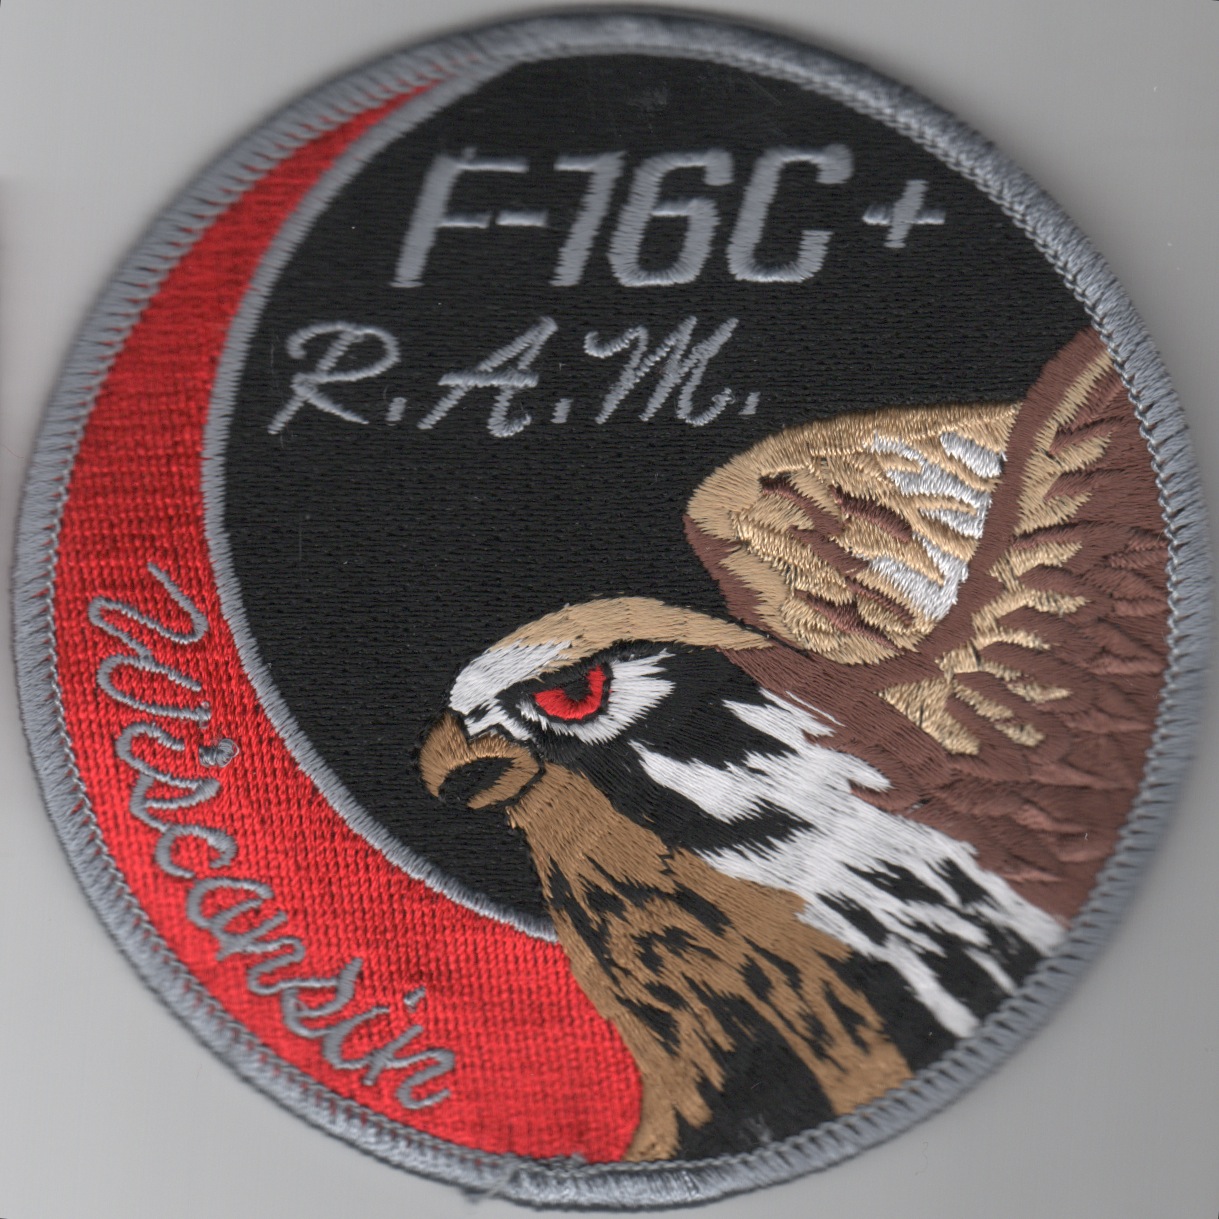 F-16C+
R.A.M.
Wisconsin